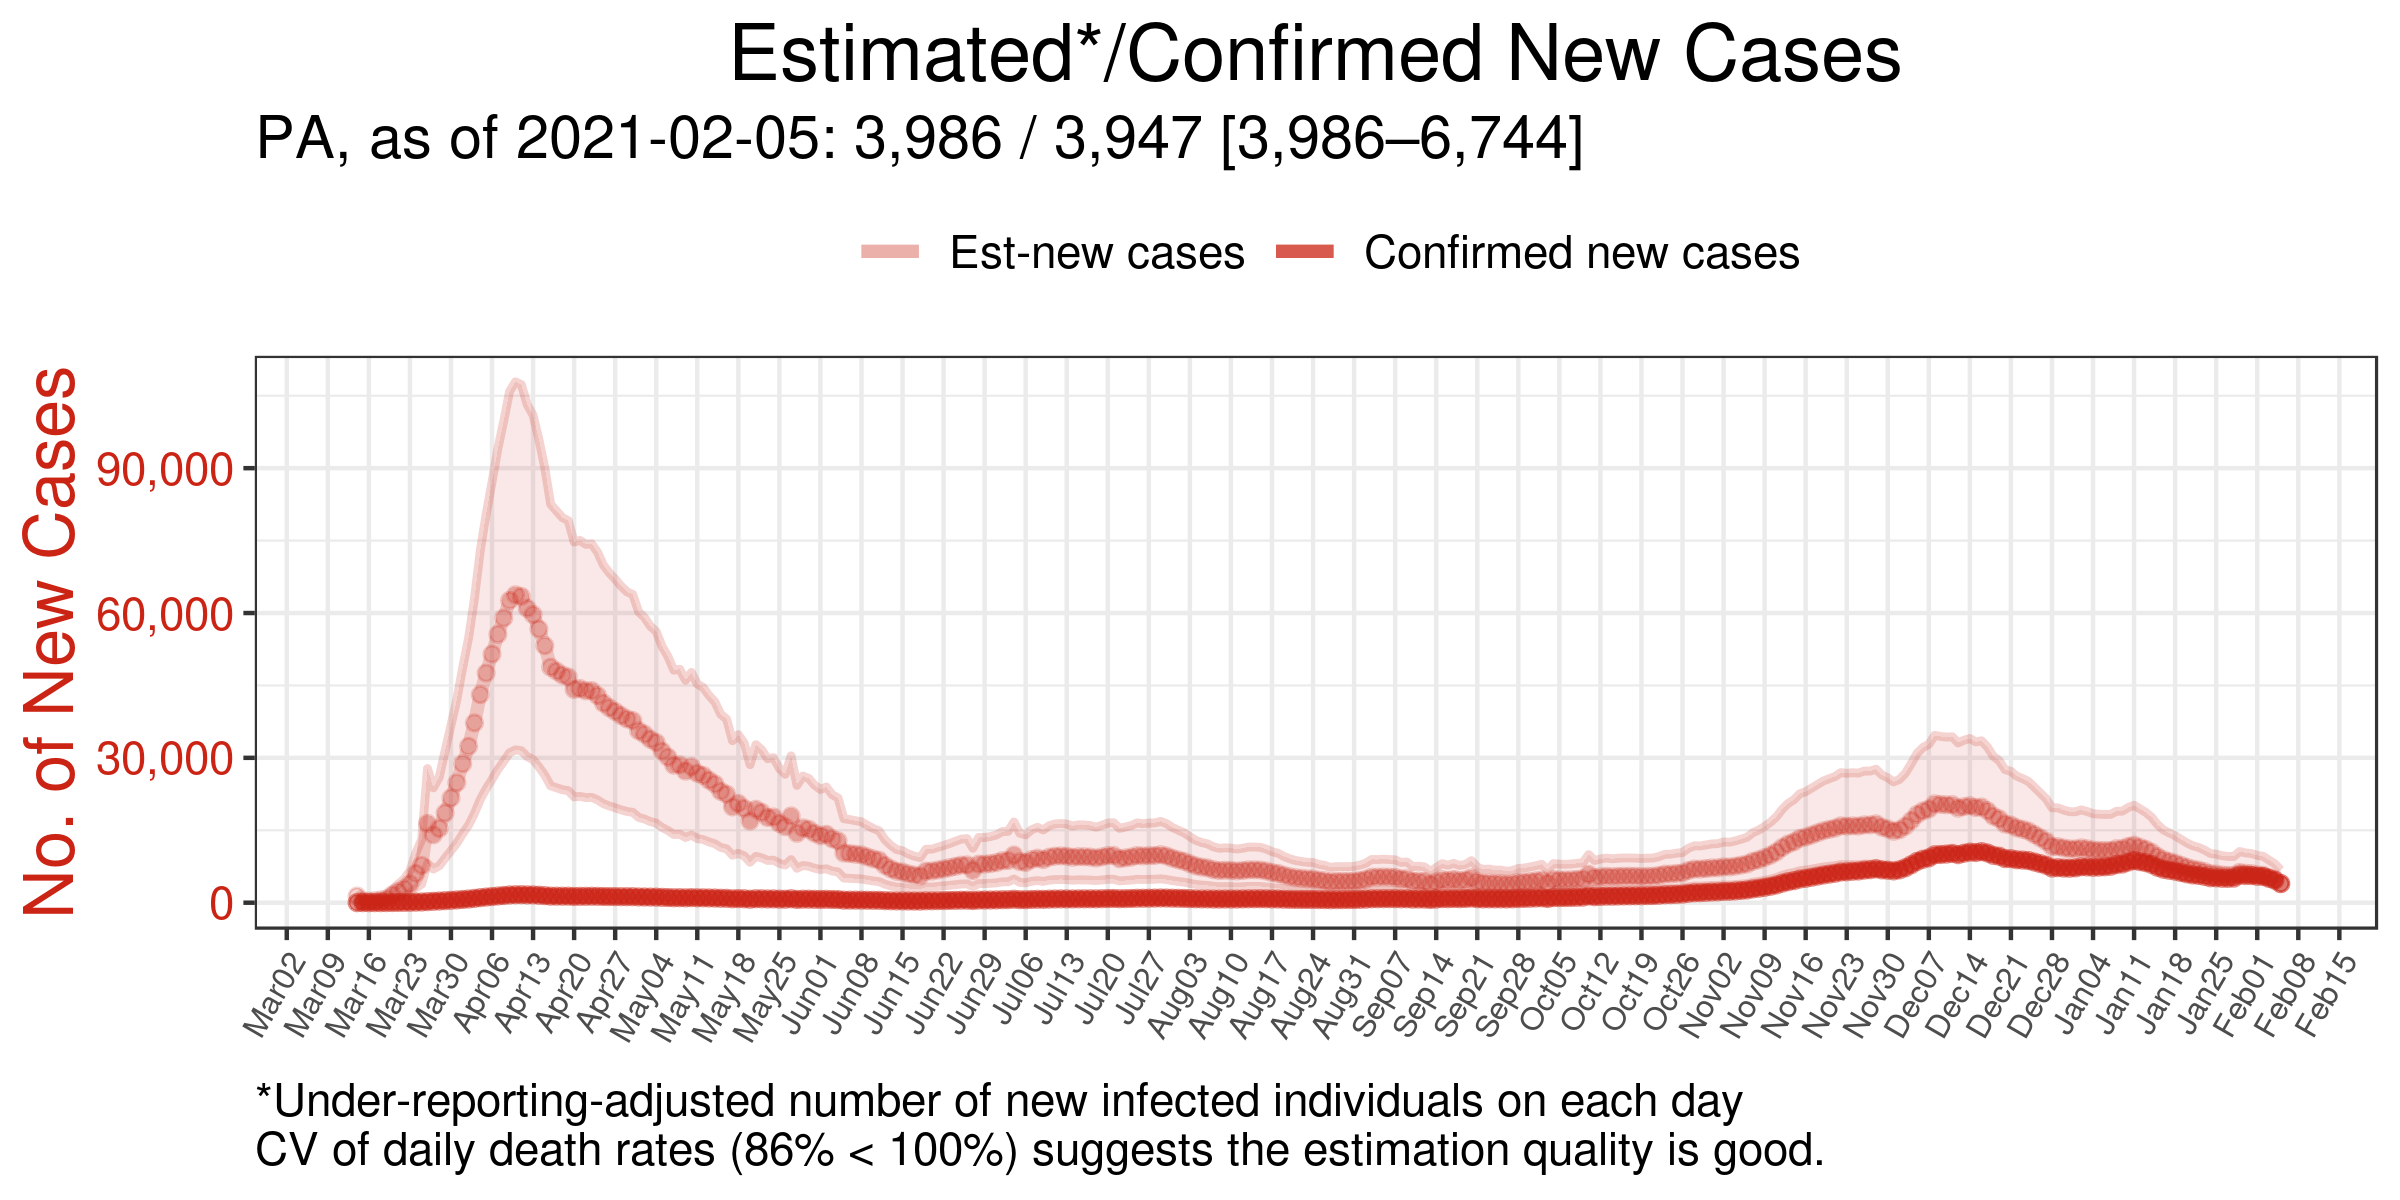 Estimated*/Confirmed New Cases
PA, as of 2021-02-05: 3,986 / 3,947 [3,986–6,744]
Est-new cases Confirmed new cases
No. of New Cases
90,000
60,000
30,000
0
Mar02 Mar09 Mar16 Mar23 Mar30 Apr06 Apr13 Apr20 Apr27 May04 May11 May18 May25 Jun01 Jun08 Jun15 Jun22 Jun29 Jul06 Jul13 Jul20 Jul27 Aug03 Aug10 Aug17 Aug24 Aug31 Sep07 Sep14 Sep21 Sep28 Oct05 Oct12 Oct19 Oct26 Nov02 Nov09 Nov16 Nov23 Nov30 Dec07 Dec14 Dec21 Dec28 Jan04 Jan11 Jan18 Jan25 Feb01 Feb08 Feb15
*Under-reporting-adjusted number of new infected individuals on each day
CV of daily death rates (86% < 100%) suggests the estimation quality is good.